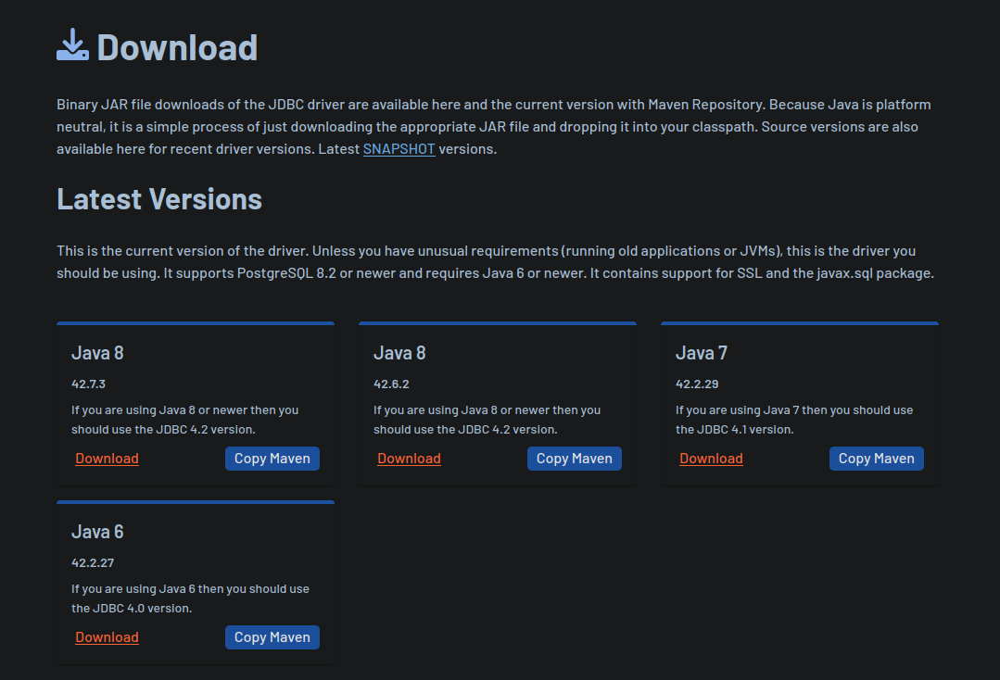 Download
Binary JAR file downloads of the JDBC driver are available here and the current version with Maven Repository. Because Java is platform
neutral, it is a simple process of just downloading the appropriate JAR file and dropping it into your classpath. Source versions are also
available here for recent driver versions. Latest SNAPSHOT versions.
Latest Versions
This is the current version of the driver. Unless you have unusual requirements (running old applications or JVMs), this is the driver you
should be using. It supports PostgreSQL 8.2 or newer and requires Java 6 or newer. It contains support for SSL and the javax.sql package.
Java 8
42.7.3
If you are using Java 8 or newer then you
should use the JDBC 4.2 version.
Download
Copy Maven
Java 8
42.6.2
If you are using Java 8 or newer then you
should use the JDBC 4.2 version.
Download
Copy Maven
Java 7
42.2.29
If you are using Java 7 then you should use
the JDBC 4.1 version.
Download
Copy Maven
Java 6
42.2.27
If you are using Java 6 then you should use
the JDBC 4.0 version.
Download
Copy Maven